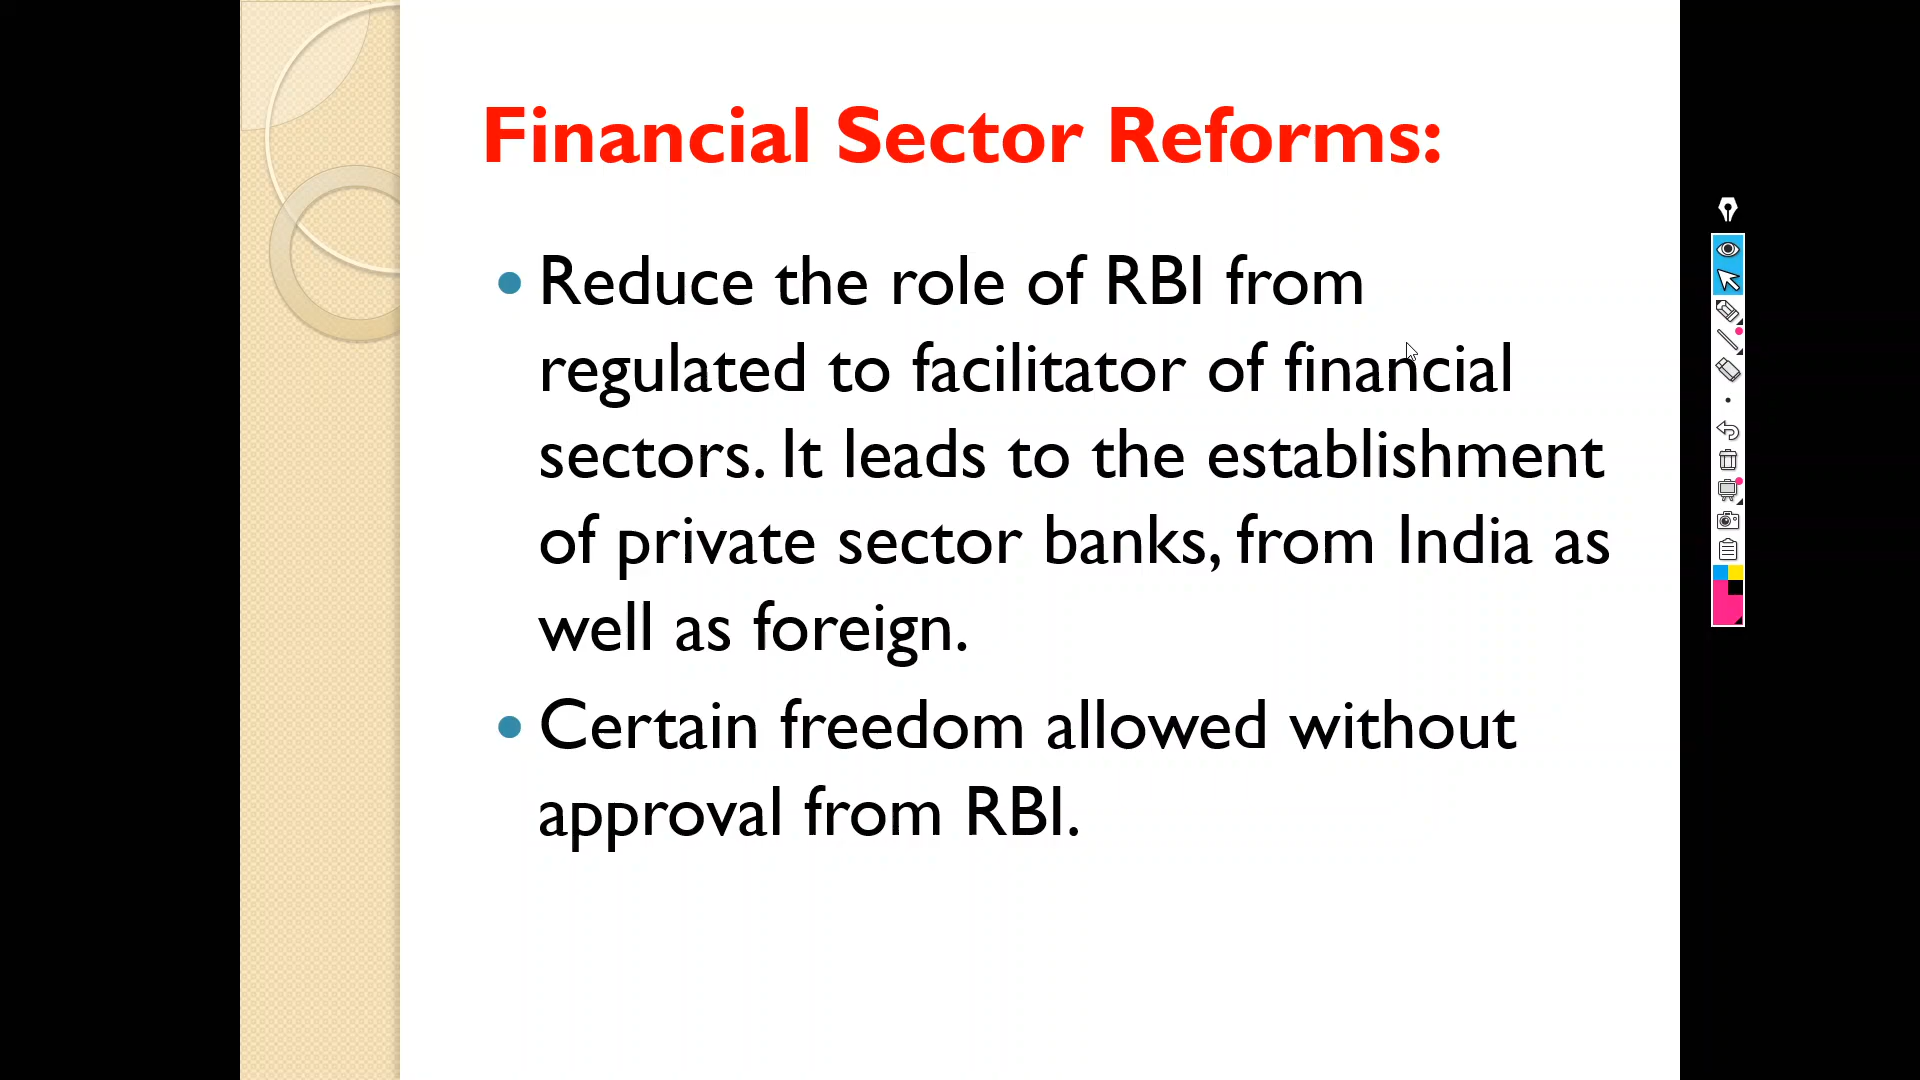 Financial Sector Reforms:
• Reduce the role of RBI from
regulated to facilitator of financial
sectors. It leads to the establishment
of private sector banks, from India as
well as foreign.
• Certain freedom allowed without
approval from RBI.